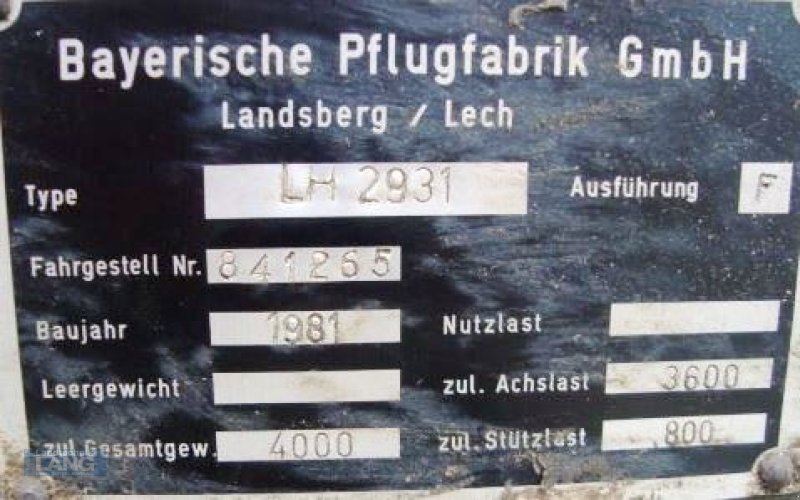 Bayerische Pflugfabrik GmbH
Landsberg / Lech
Type LH 2931 Ausführung
Fahrgestell Nr. 841265
Baujahr 1981 Nutzlast
Leergewicht zul. Achslast 3600
zul. Gesamtgew. 4000 zul. Stützlast 800
LANG